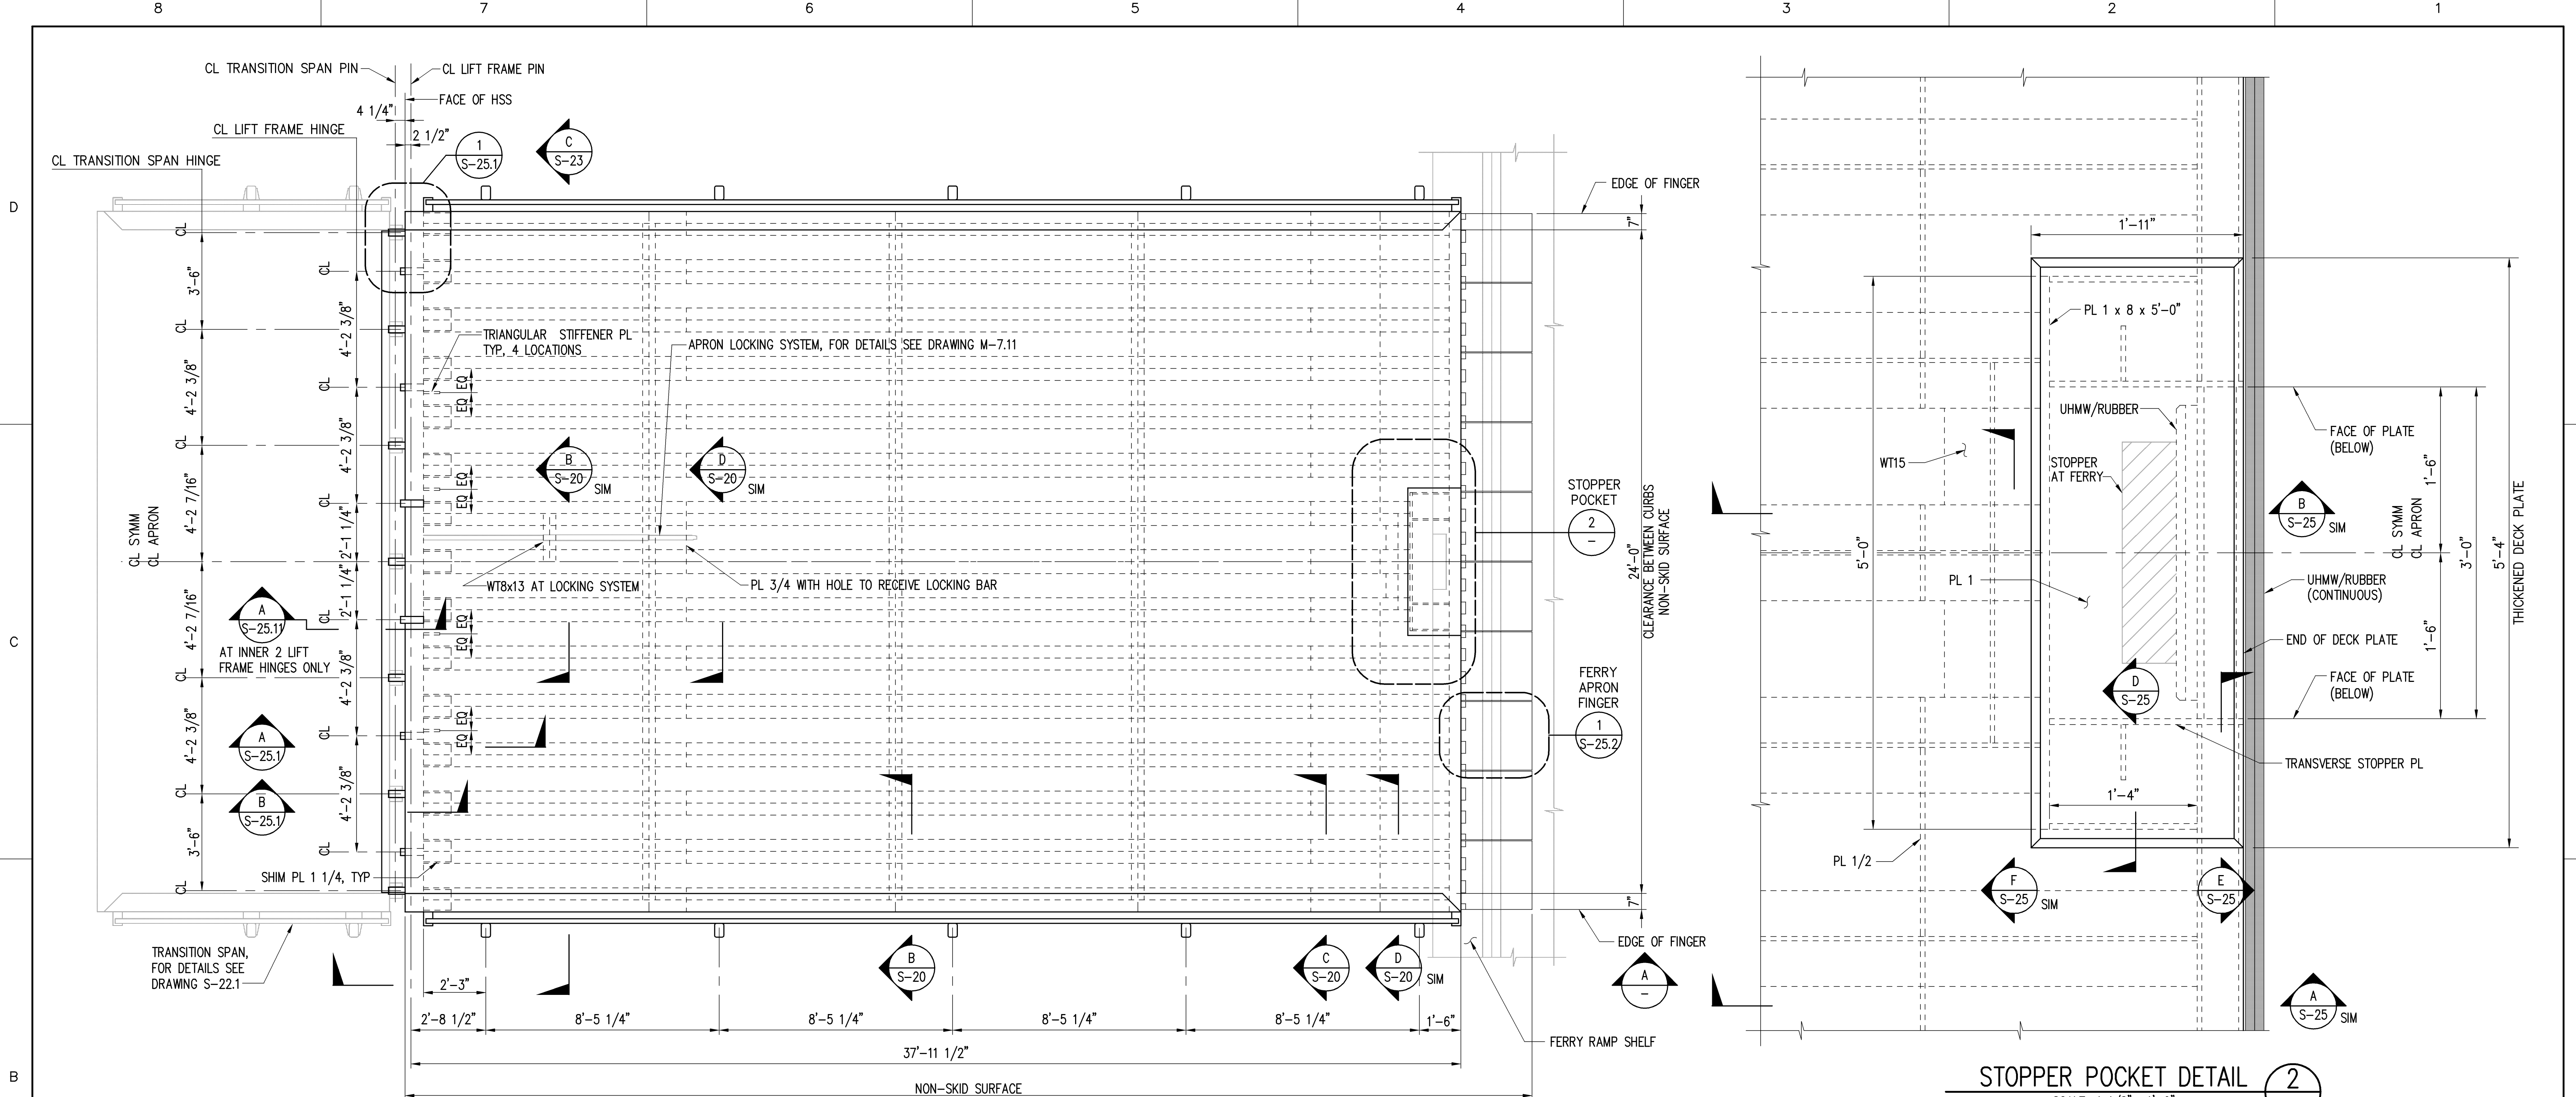 8 7 6 5 4 3 2 1
D
C
B
CL TRANSITION SPAN PIN
CL LIFT FRAME PIN
FACE OF HSS
4 1/4"
2 1/2"
CL LIFT FRAME HINGE
CL TRANSITION SPAN HINGE
1
S-25.1
C
S-23
EDGE OF FINGER
7"
CL
3'-6"
CL
4'-2 3/8"
CL
4'-2 7/16"
CL
4'-2 7/16"
CL
4'-2 3/8"
CL
3'-6"
CL
CL SYMM
CL APRON
CL
4'-2 3/8"
CL
4'-2 3/8"
CL
2'-1 1/4"
2'-1 1/4"
CL
4'-2 3/8"
CL
4'-2 3/8"
CL
TRIANGULAR STIFFENER PL
TYP, 4 LOCATIONS
EQ
EQ
EQ
EQ
EQ
EQ
EQ
EQ
APRON LOCKING SYSTEM, FOR DETAILS SEE DRAWING M-7.11
B
S-20
SIM
D
S-20
SIM
WT8x13 AT LOCKING SYSTEM
PL 3/4 WITH HOLE TO RECEIVE LOCKING BAR
STOPPER
POCKET
2
-
24'-0"
CLEARANCE BETWEEN CURBS
NON-SKID SURFACE
A
S-25.11
AT INNER 2 LIFT
FRAME HINGES ONLY
A
S-25.1
B
S-25.1
FERRY
APRON
FINGER
1
S-25.2
SHIM PL 1 1/4, TYP
7"
EDGE OF FINGER
TRANSITION SPAN,
FOR DETAILS SEE
DRAWING S-22.1
B
S-20
C
S-20
D
S-20
SIM
A
-
2'-3"
2'-8 1/2"
8'-5 1/4"
8'-5 1/4"
8'-5 1/4"
8'-5 1/4"
1'-6"
FERRY RAMP SHELF
37'-11 1/2"
NON-SKID SURFACE
1'-11"
PL 1 x 8 x 5'-0"
UHMW/RUBBER
FACE OF PLATE
(BELOW)
WT15
STOPPER
AT FERRY
B
S-25
SIM
5'-0"
PL 1
CL SYMM
CL APRON
1'-6"
1'-6"
3'-0"
5'-4"
THICKENED DECK PLATE
UHMW/RUBBER
(CONTINUOUS)
END OF DECK PLATE
D
S-25
FACE OF PLATE
(BELOW)
TRANSVERSE STOPPER PL
1'-4"
PL 1/2
F
S-25
SIM
E
S-25
A
S-25
SIM
STOPPER POCKET DETAIL
2